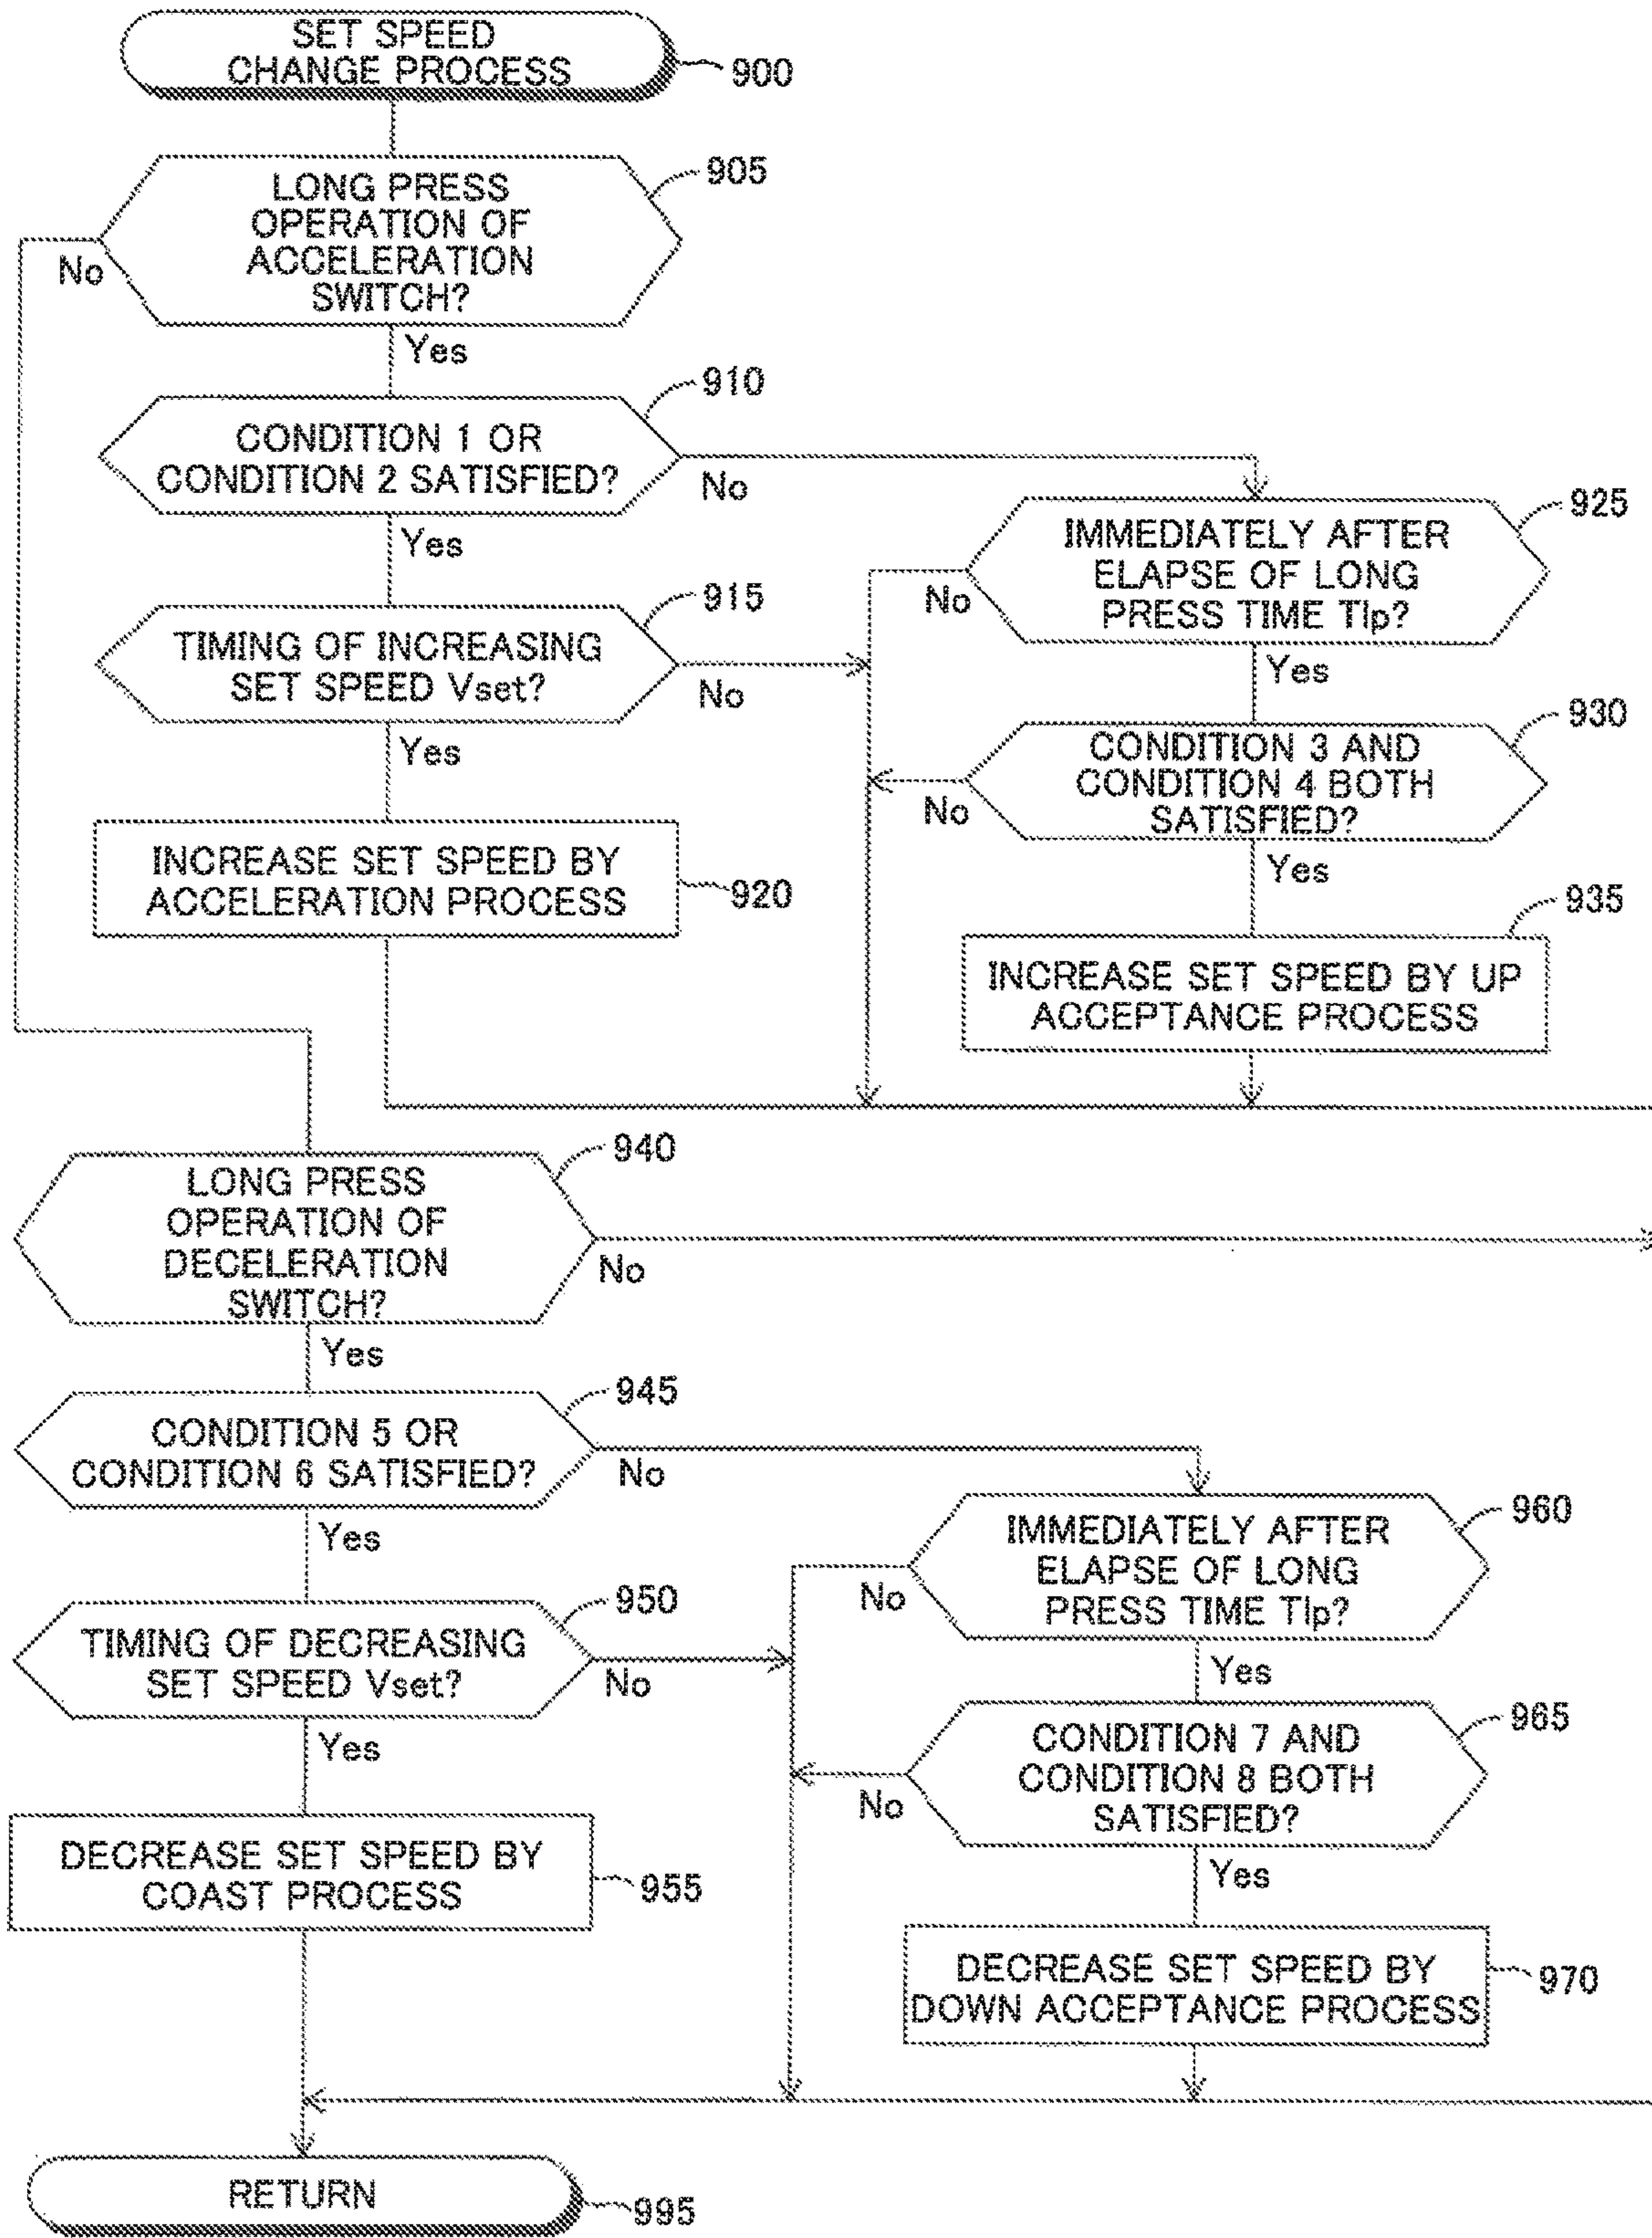 SET SPEED
CHANGE PROCESS
900
LONG PRESS
OPERATION OF
ACCELERATION
SWITCH?
905
No
Yes
CONDITION 1 OR
CONDITION 2 SATISFIED?
910
No
Yes
IMMEDIATELY AFTER
ELAPSE OF LONG
PRESS TIME Tlp?
925
No
Yes
TIMING OF INCREASING
SET SPEED Vset?
915
No
Yes
CONDITION 3 AND
CONDITION 4 BOTH
SATISFIED?
930
No
Yes
INCREASE SET SPEED BY
ACCELERATION PROCESS
920
INCREASE SET SPEED BY UP
ACCEPTANCE PROCESS
935
LONG PRESS
OPERATION OF
DECELERATION
SWITCH?
940
No
Yes
CONDITION 5 OR
CONDITION 6 SATISFIED?
945
No
Yes
IMMEDIATELY AFTER
ELAPSE OF LONG
PRESS TIME Tlp?
960
No
Yes
TIMING OF DECREASING
SET SPEED Vset?
950
No
Yes
CONDITION 7 AND
CONDITION 8 BOTH
SATISFIED?
965
No
Yes
DECREASE SET SPEED BY
COAST PROCESS
955
DECREASE SET SPEED BY
DOWN ACCEPTANCE PROCESS
970
RETURN
995